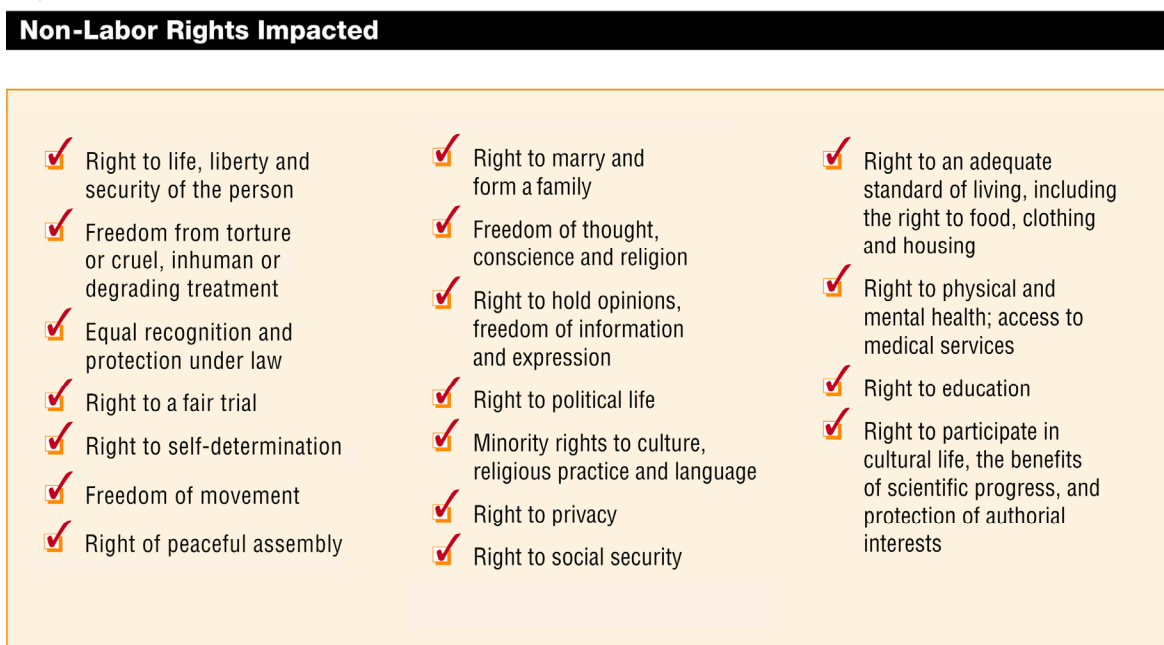 Non-Labor Rights Impacted
Right to life, liberty and
security of the person
Freedom from torture
or cruel, inhuman or
degrading treatment
Equal recognition and
protection under law
Right to a fair trial
Right to self-determination
Freedom of movement
Right of peaceful assembly
Right to marry and
form a family
Freedom of thought,
conscience and religion
Right to hold opinions,
freedom of information
and expression
Right to political life
Minority rights to culture,
religious practice and language
Right to privacy
Right to social security
Right to an adequate
standard of living, including
the right to food, clothing
and housing
Right to physical and
mental health; access to
medical services
Right to education
Right to participate in
cultural life, the benefits
of scientific progress, and
protection of authorial
interests